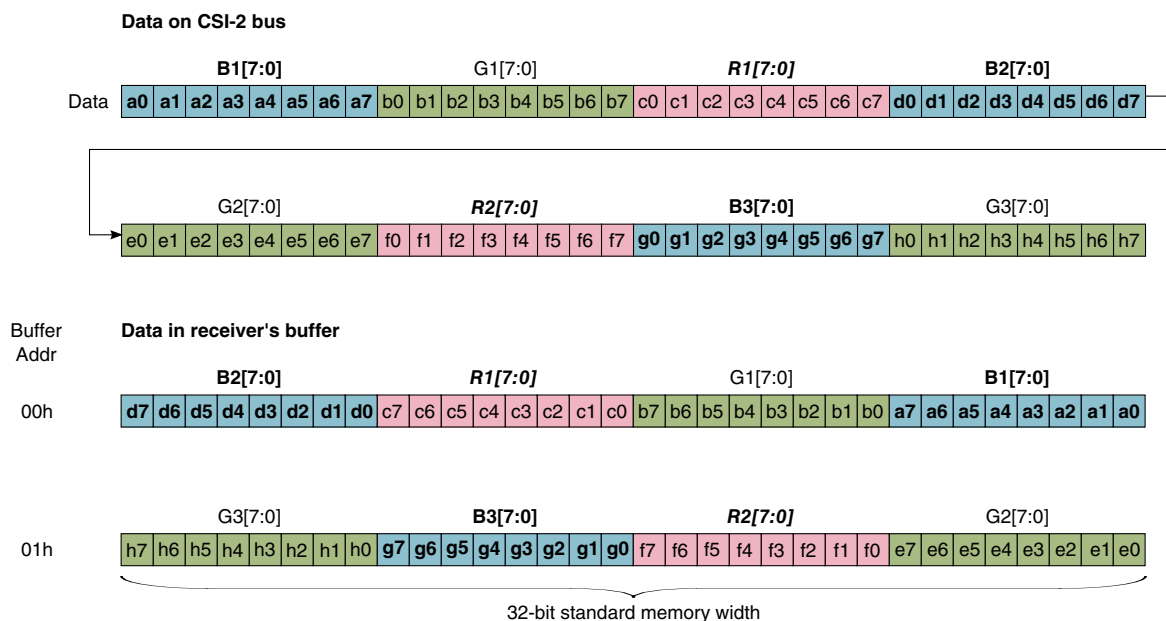 Data on CSI-2 bus
B1[7:0] G1[7:0] R1[7:0] B2[7:0]
Data a0 a1 a2 a3 a4 a5 a6 a7 b0 b1 b2 b3 b4 b5 b6 b7 c0 c1 c2 c3 c4 c5 c6 c7 d0 d1 d2 d3 d4 d5 d6 d7
G2[7:0] R2[7:0] B3[7:0] G3[7:0]
e0 e1 e2 e3 e4 e5 e6 e7 f0 f1 f2 f3 f4 f5 f6 f7 g0 g1 g2 g3 g4 g5 g6 g7 h0 h1 h2 h3 h4 h5 h6 h7
Buffer Data in receiver's buffer
Addr
B2[7:0] R1[7:0] G1[7:0] B1[7:0]
00h d7 d6 d5 d4 d3 d2 d1 d0 c7 c6 c5 c4 c3 c2 c1 c0 b7 b6 b5 b4 b3 b2 b1 b0 a7 a6 a5 a4 a3 a2 a1 a0
G3[7:0] B3[7:0] R2[7:0] G2[7:0]
01h h7 h6 h5 h4 h3 h2 h1 h0 g7 g6 g5 g4 g3 g2 g1 g0 f7 f6 f5 f4 f3 f2 f1 f0 e7 e6 e5 e4 e3 e2 e1 e0
32-bit standard memory width